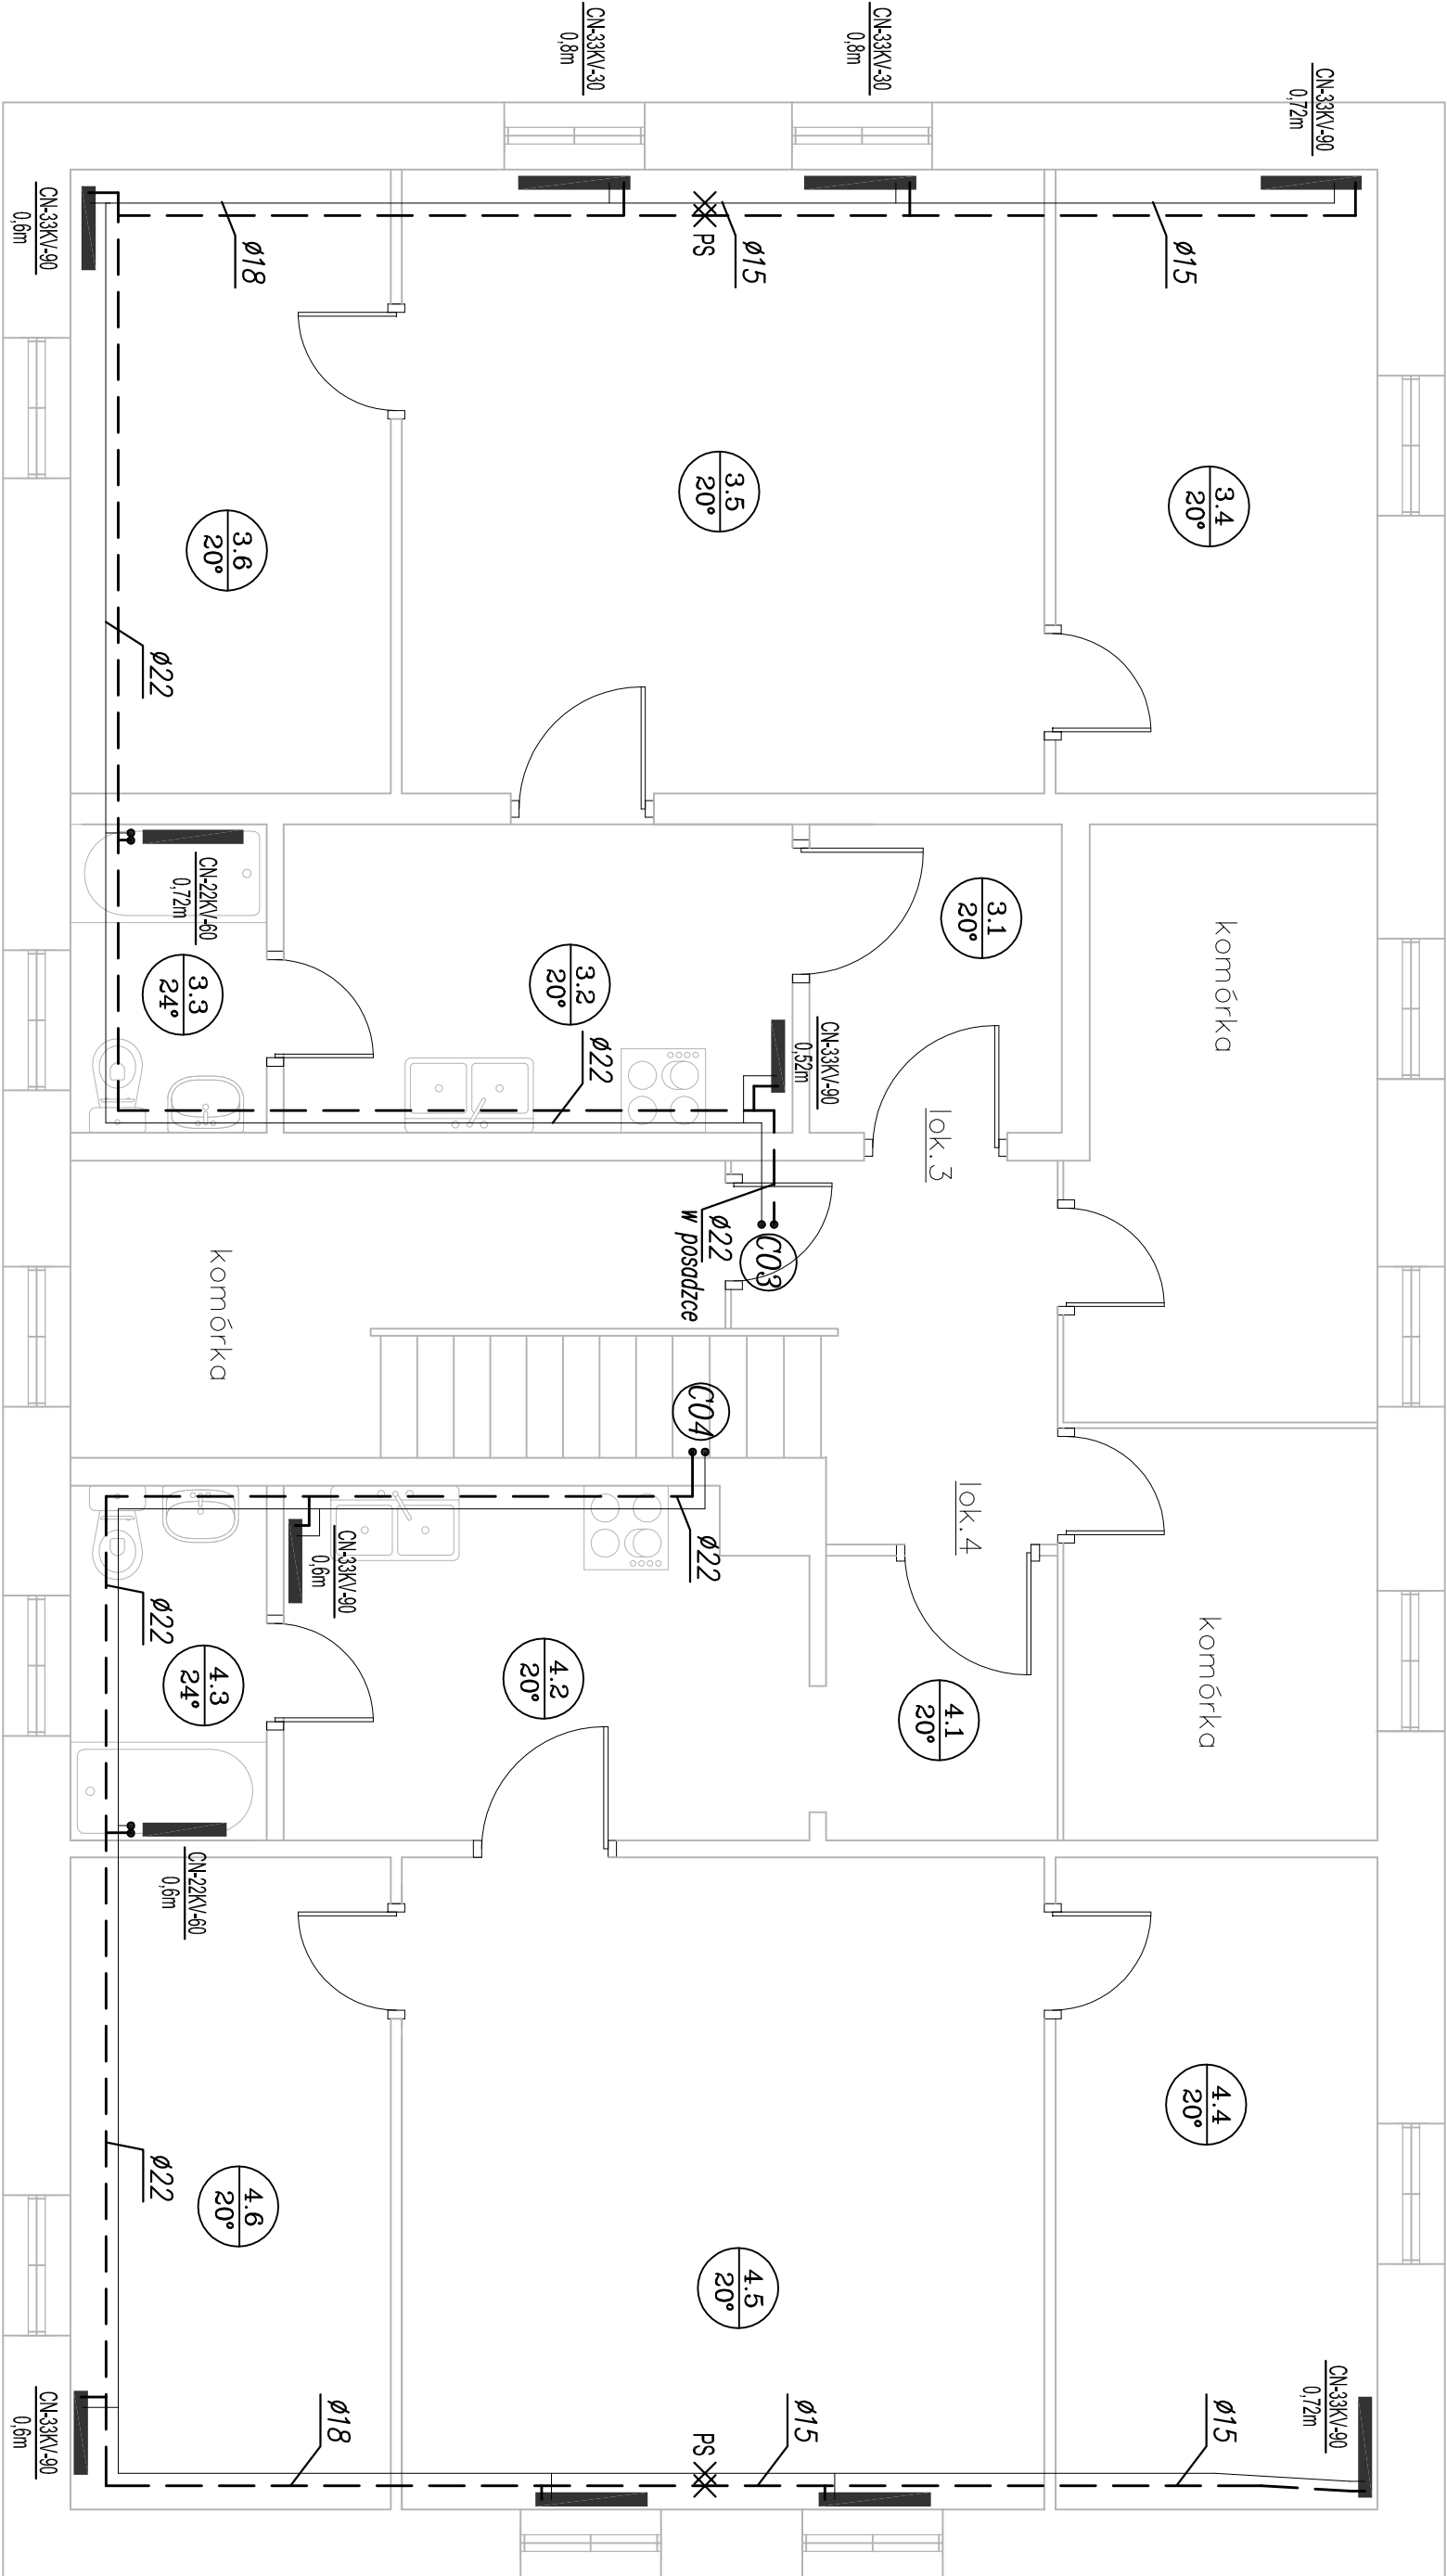 CN-33KV-90
0,72m
CN-33KV-30
0,8m
CN-33KV-30
0,8m
CN-33KV-90
0,6m
ø15
ø15
PS
ø18
3.4
20°
3.5
20°
3.6
20°
ø22
komórka
3.1
20°
CN-22KV-60
0,72m
3.3
24°
3.2
20°
CN-33KV-90
0,52m
ø22
lok.3
ø22
w posadzce
C03
komórka
C04
lok.4
ø22
CN-33KV-90
0,6m
ø22
4.3
24°
4.2
20°
4.1
20°
komórka
CN-22KV-60
0,6m
4.4
20°
ø22
4.6
20°
4.5
20°
CN-33KV-90
0,72m
ø15
ø15
PS
ø18
CN-33KV-90
0,6m